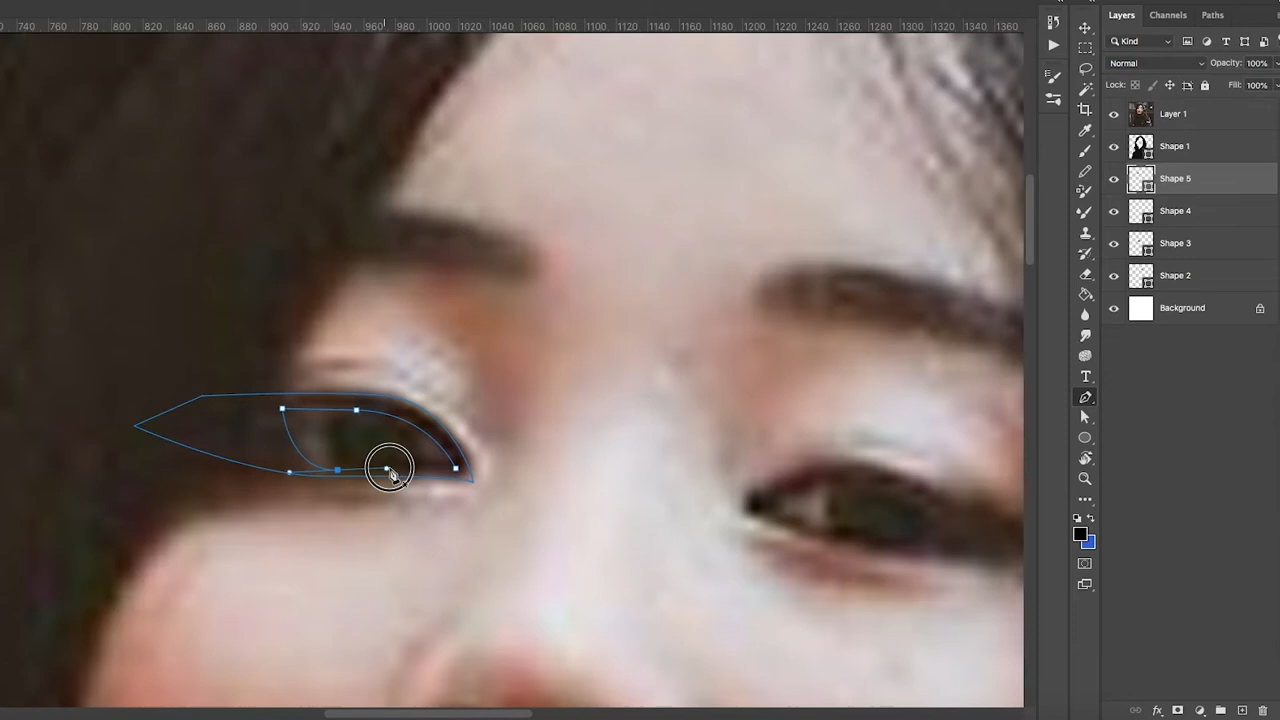 740 760 780 800 820 840 860 880 900 920 940 960 980 1000 1020 1040 1060 1080 1100 1120 1140 1160 1180 1200 1220 1240 1260 1280 1300 1320 1340 1360
Layers Channels Paths
Kind
Normal Opacity: 100%
Lock: Fill: 100%
Layer 1
Shape 1
Shape 5
Shape 4
Shape 3
Shape 2
Background